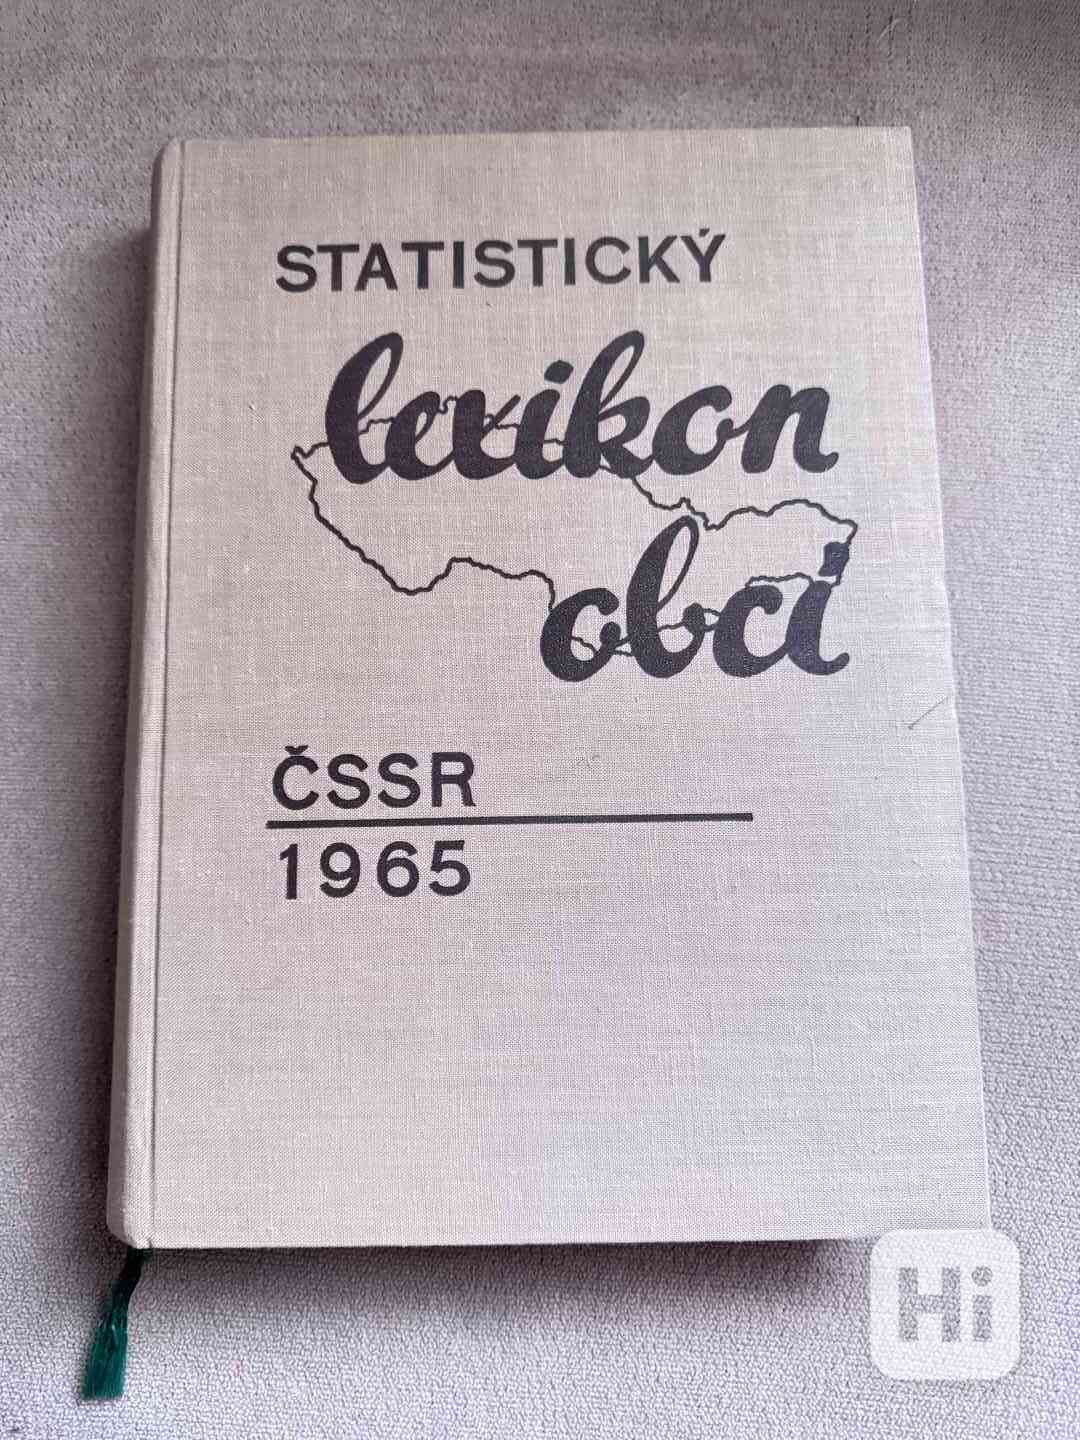 STATISTICKÝ
lexikon
obcí
ČSSR
1965
Hi